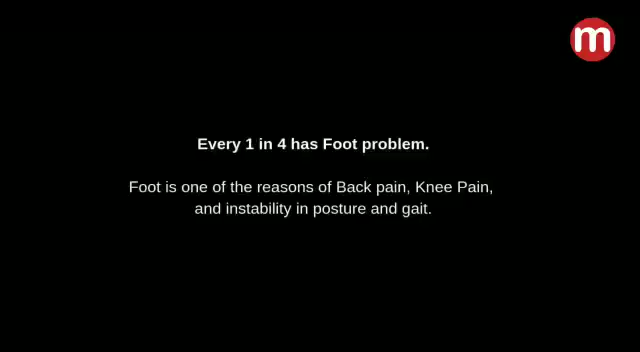 m
Every 1 in 4 has Foot problem.
Foot is one of the reasons of Back pain, Knee Pain,
and instability in posture and gait.